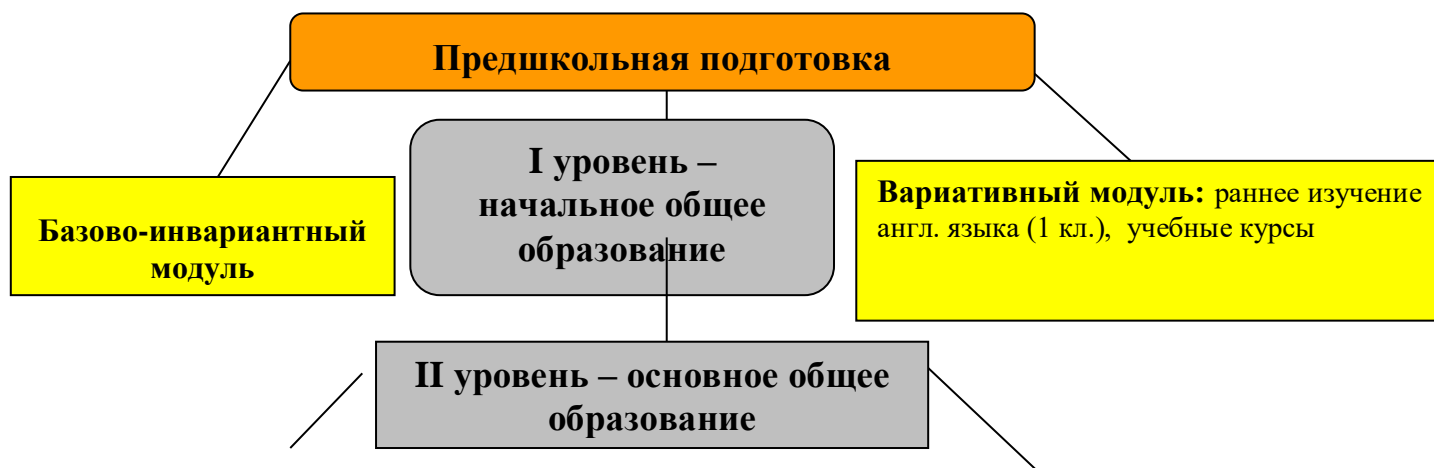 Предшкольная подготовка
I уровень –
начальное общее
образование
Базово-инвариантный
модуль
Вариативный модуль: раннее изучение
англ. языка (1 кл.), учебные курсы
II уровень – основное общее
образование